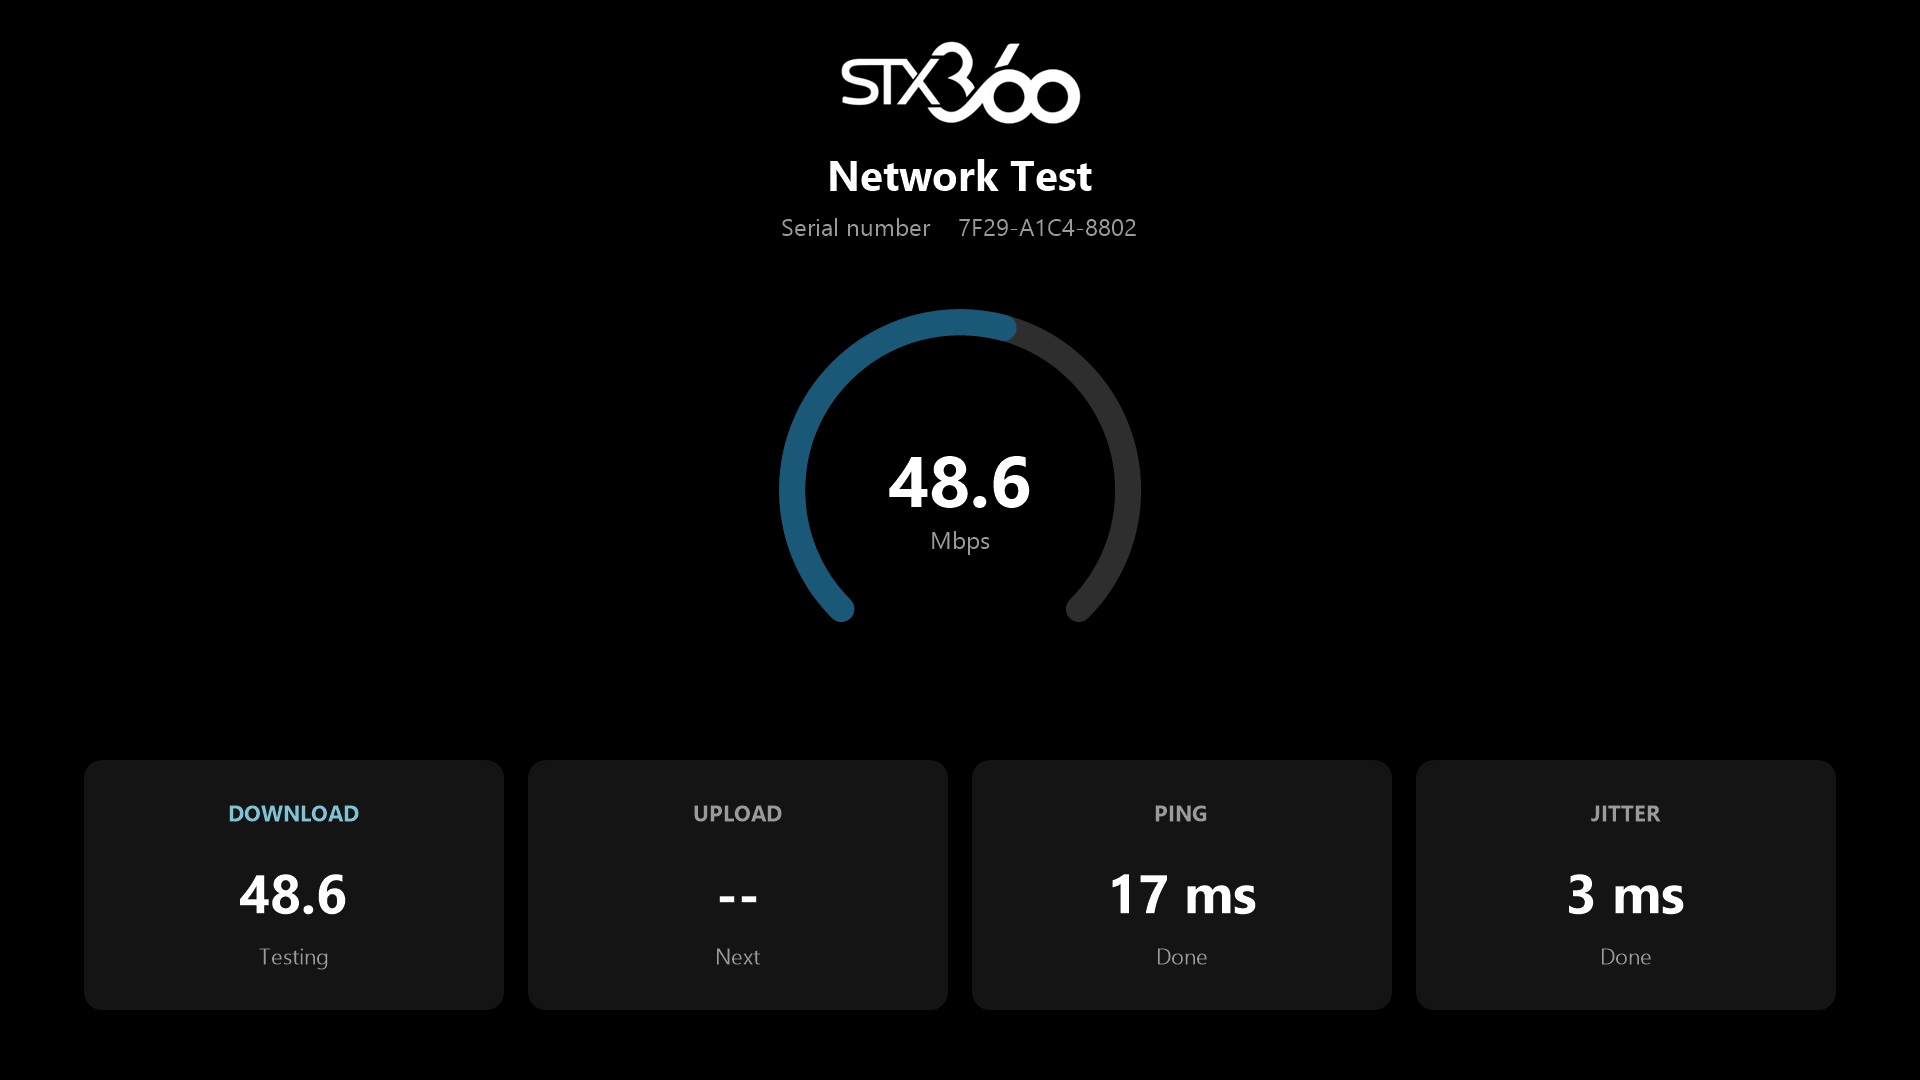 STX360
Network Test
Serial number 7F29-A1C4-8802
48.6
Mbps
DOWNLOAD
48.6
Testing
UPLOAD
--
Next
PING
17 ms
Done
JITTER
3 ms
Done